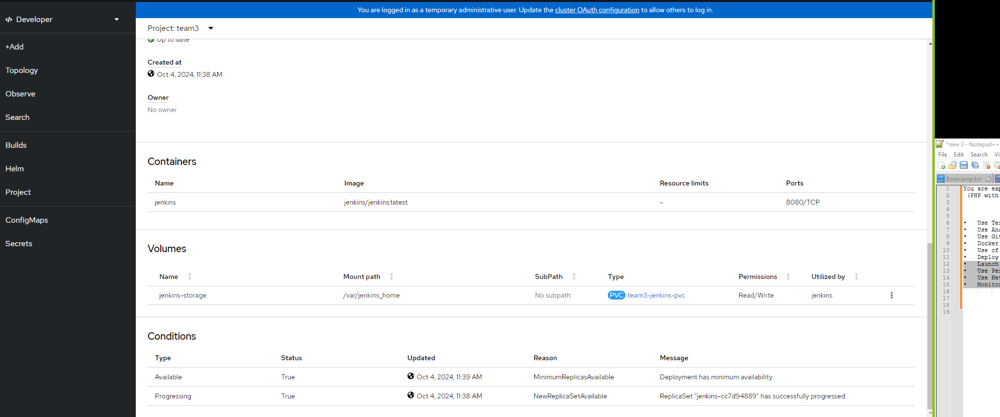 You are logged in as a temporary administrative user. Update the cluster OAuth configuration to allow others to log in.
Developer
+Add
Topology
Observe
Search
Builds
Helm
Project
ConfigMaps
Secrets
Project: team3
Up to date
Created at
Oct 4, 2024, 11:38 AM
Owner
No owner
Containers
Name Image Resource limits Ports
jenkins jenkins/jenkins:latest - 8080/TCP
Volumes
Name Mount path SubPath Type Permissions Utilized by
jenkins-storage /var/jenkins_home No subpath PVC team3-jenkins-pvc Read/Write jenkins
Conditions
Type Status Updated Reason Message
Available True Oct 4, 2024, 11:39 AM MinimumReplicasAvailable Deployment has minimum availability.
Progressing True Oct 4, 2024, 11:38 AM NewReplicaSetAvailable ReplicaSet "jenkins-cc7d94889" has successfully progressed.
*new 3 - Notepad++
File Edit Search Vi
Bootcamp.txt
1 You are exp
2 (PHP with
3
4
5
6 • Use Ter
7 • Use Ans
8 • Use Git
9 • Docker
10 • Use of
11 • Deploy
12 • Launch
13 • Use Per
14 • Use Net
15 • Monitor
16
17
18
19